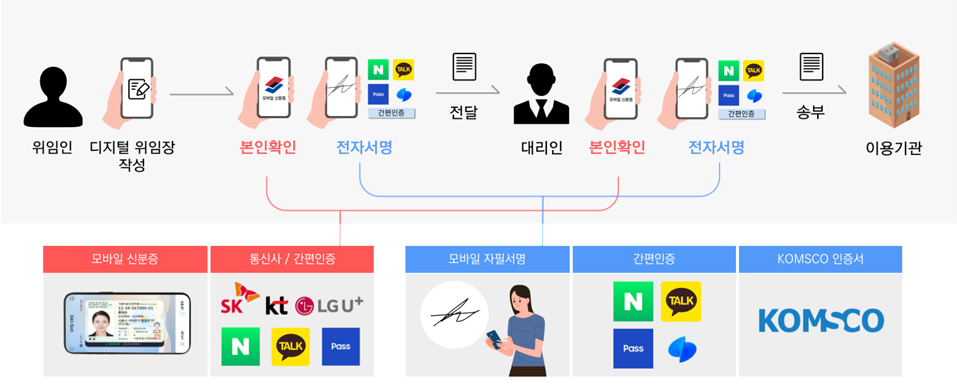 모바일 신분증
N
TALK
Pass
간편인증
모바일 신분증
N
TALK
Pass
간편인증
위임인
디지털 위임장
작성
본인확인
전자서명
전달
대리인
본인확인
전자서명
송부
이용기관
모바일 신분증
통신사 / 간편인증
모바일 자필서명
간편인증
KOMSCO 인증서
SK
kt
LG U+
N
TALK
Pass
N
TALK
Pass
KOMSCO